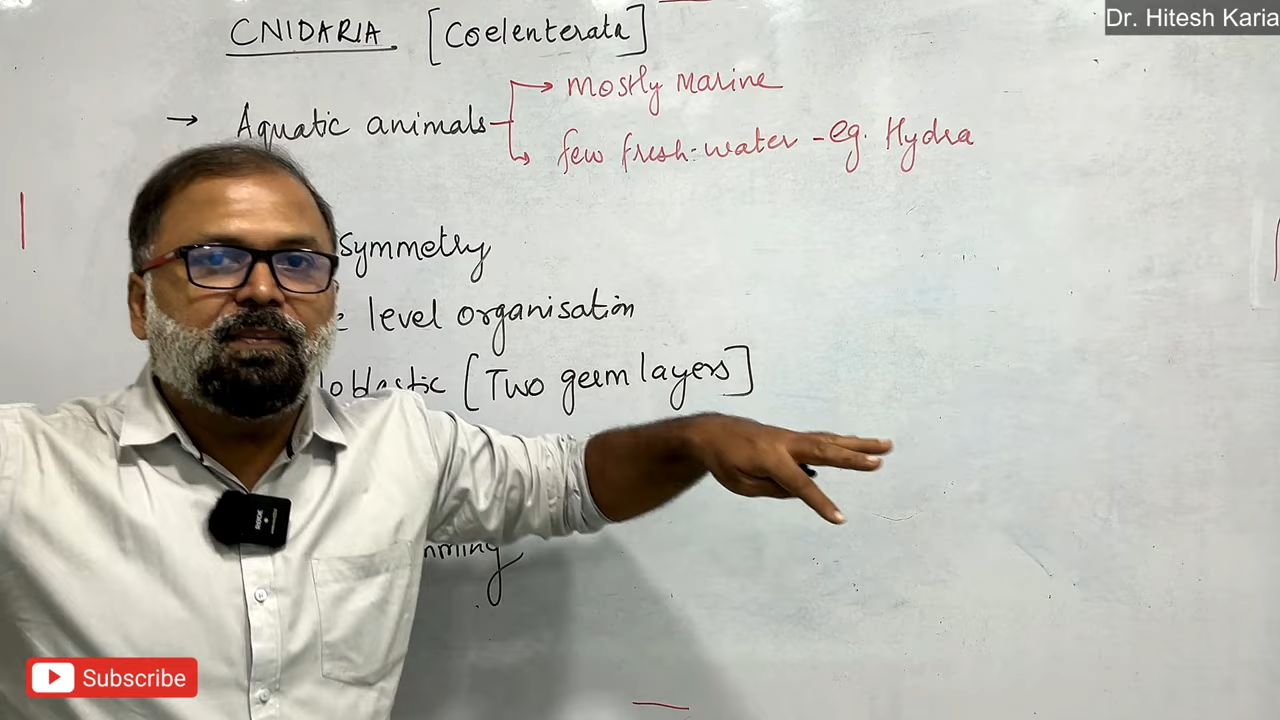 Dr. Hitesh Karia
CNIDARIA [Coelenterata]
→ Aquatic animals → mostly marine
→ few fresh-water - eg. Hydra
symmetry
level organisation
[Two germ layers]
Subscribe